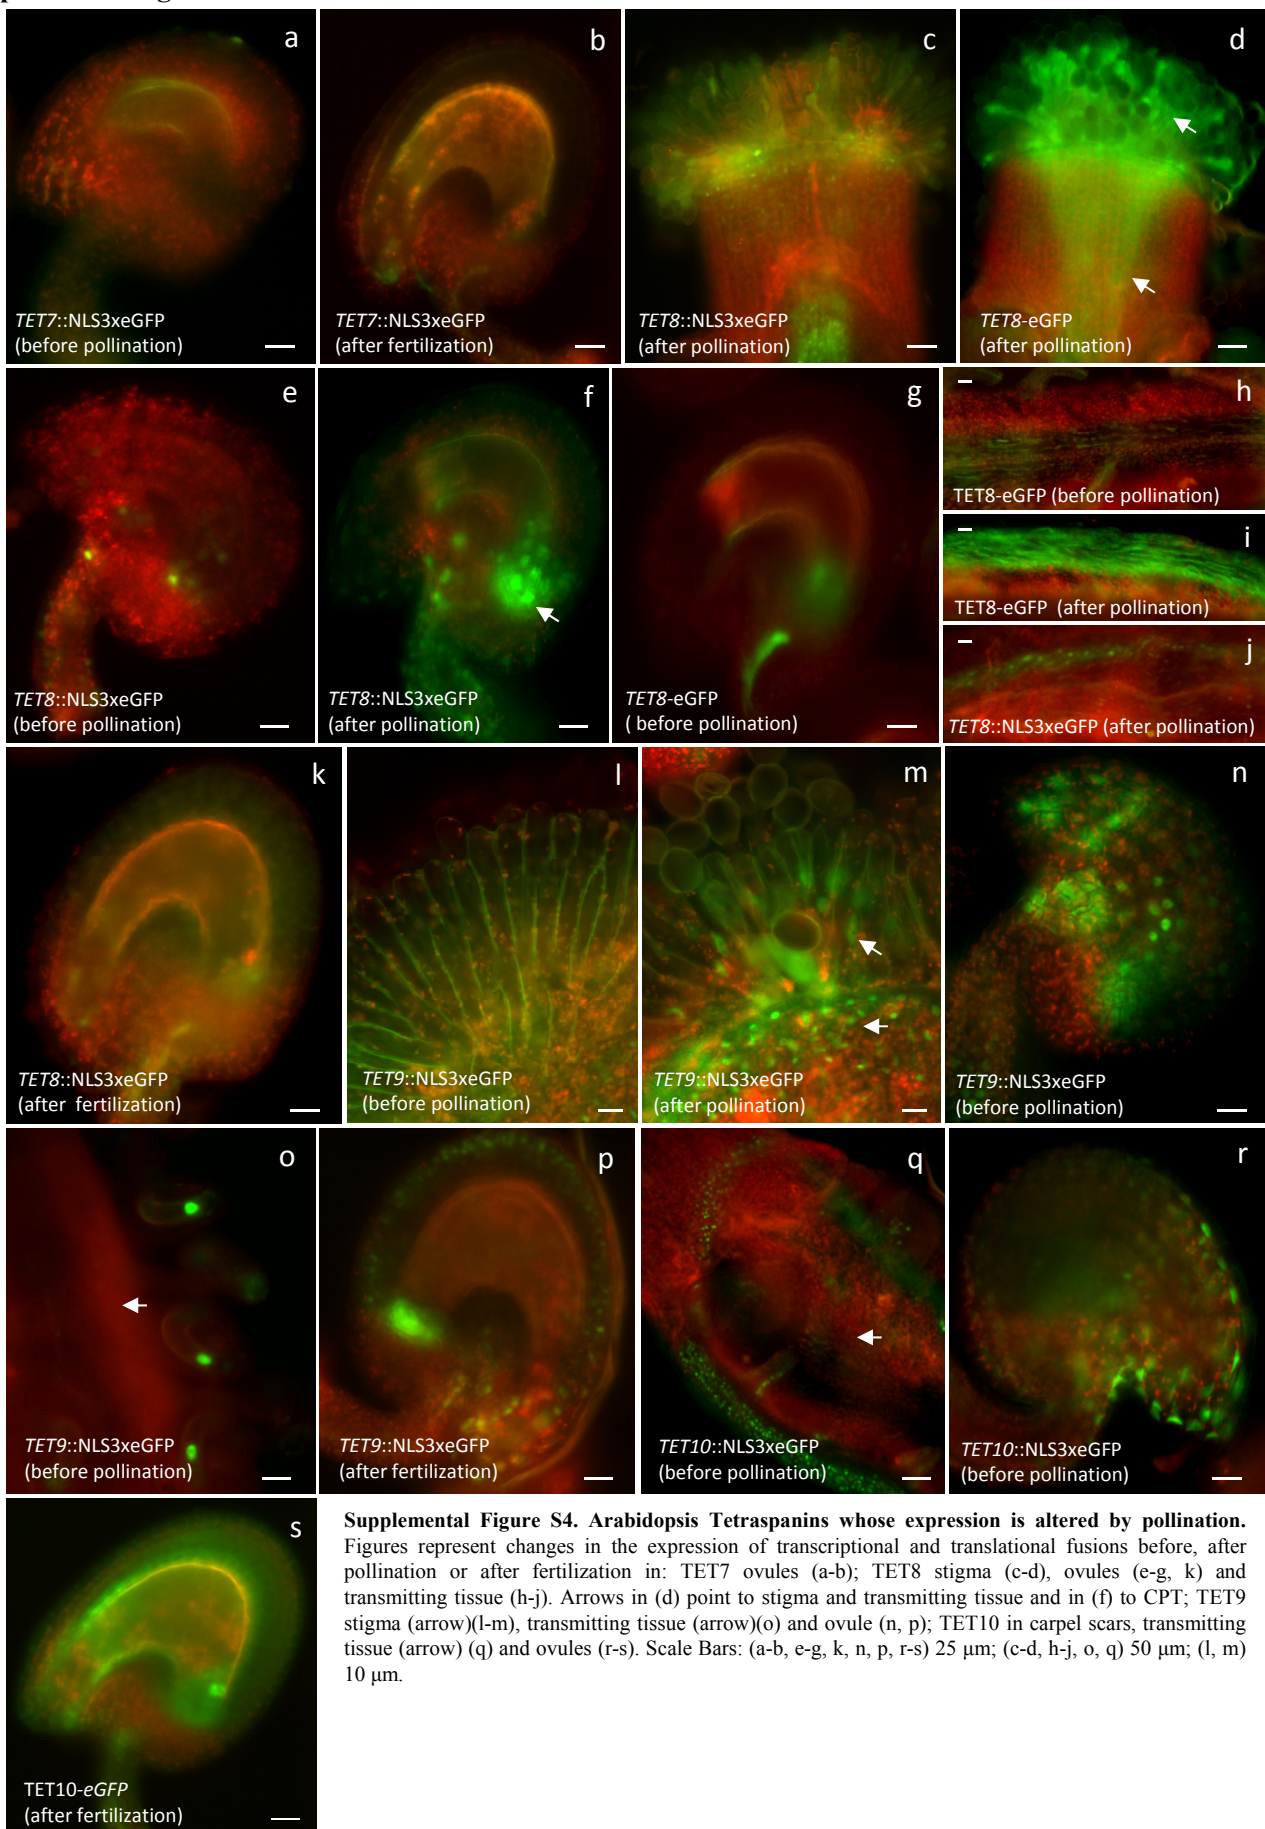 a
b
c
d
TET7::NLS3xeGFP
(before pollination)
TET7::NLS3xeGFP
(after fertilization)
TET8::NLS3xeGFP
(after pollination)
TET8-eGFP
(after pollination)
e
f
g
h
TET8-eGFP (before pollination)
i
TET8-eGFP (after pollination)
j
TET8::NLS3xeGFP (after pollination)
TET8::NLS3xeGFP
(before pollination)
TET8::NLS3xeGFP
(after pollination)
TET8-eGFP
( before pollination)
k
l
m
n
TET8::NLS3xeGFP
(after fertilization)
TET9::NLS3xeGFP
(before pollination)
TET9::NLS3xeGFP
(after pollination)
TET9::NLS3xeGFP
(before pollination)
o
p
q
r
TET9::NLS3xeGFP
(before pollination)
TET9::NLS3xeGFP
(after fertilization)
TET10::NLS3xeGFP
(before pollination)
TET10::NLS3xeGFP
(before pollination)
s
TET10-eGFP
(after fertilization)
Supplemental Figure S4. Arabidopsis Tetraspanins whose expression is altered by pollination.
Figures represent changes in the expression of transcriptional and translational fusions before, after
pollination or after fertilization in: TET7 ovules (a-b); TET8 stigma (c-d), ovules (e-g, k) and
transmitting tissue (h-j). Arrows in (d) point to stigma and transmitting tissue and in (f) to CPT; TET9
stigma (arrow)(l-m), transmitting tissue (arrow)(o) and ovule (n, p); TET10 in carpel scars, transmitting
tissue (arrow) (q) and ovules (r-s). Scale Bars: (a-b, e-g, k, n, p, r-s) 25 μm; (c-d, h-j, o, q) 50 μm; (l, m)
10 μm.